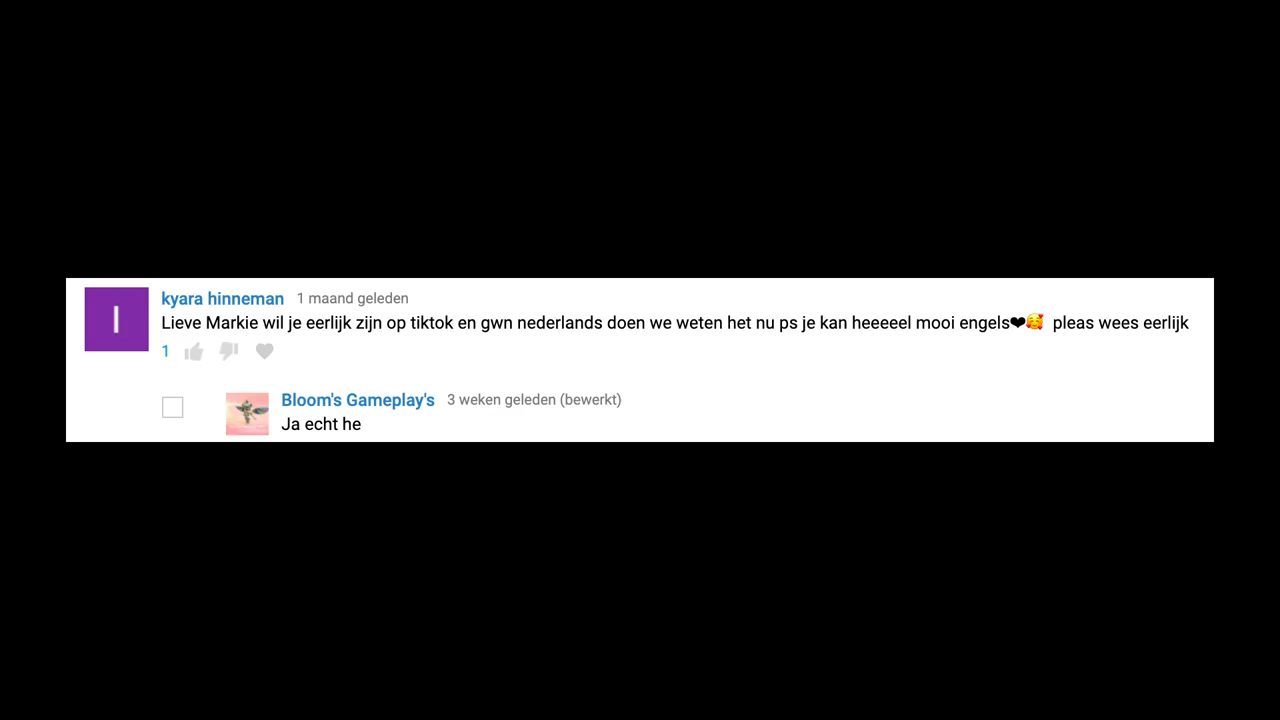 I
kyara hinneman 1 maand geleden
Lieve Markie wil je eerlijk zijn op tiktok en gwn nederlands doen we weten het nu ps je kan heeeeel mooi engels❤🥰 pleas wees eerlijk
1
Bloom's Gameplay's 3 weken geleden (bewerkt)
Ja echt he